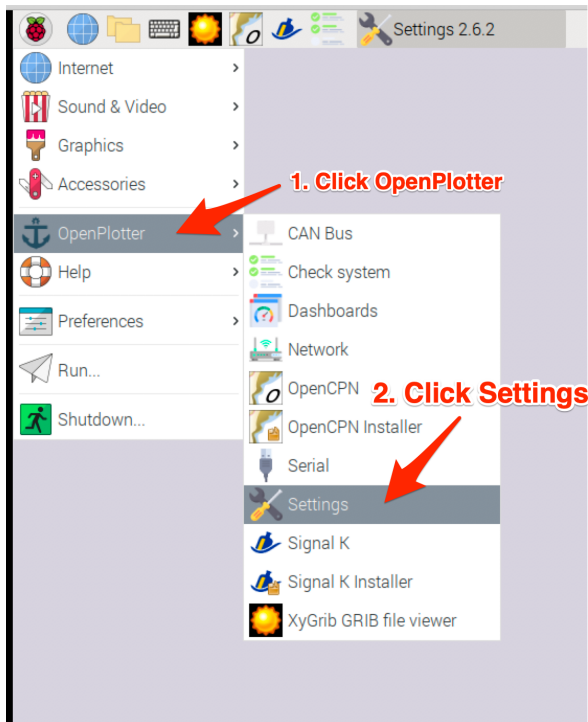 Settings 2.6.2
Internet
Sound & Video
Graphics
Accessories
1. Click OpenPlotter
OpenPlotter
CAN Bus
Help
Check system
Dashboards
Preferences
Network
Run...
OpenCPN
2. Click Settings
Shutdown...
OpenCPN Installer
Serial
Settings
Signal K
Signal K Installer
XyGrib GRIB file viewer